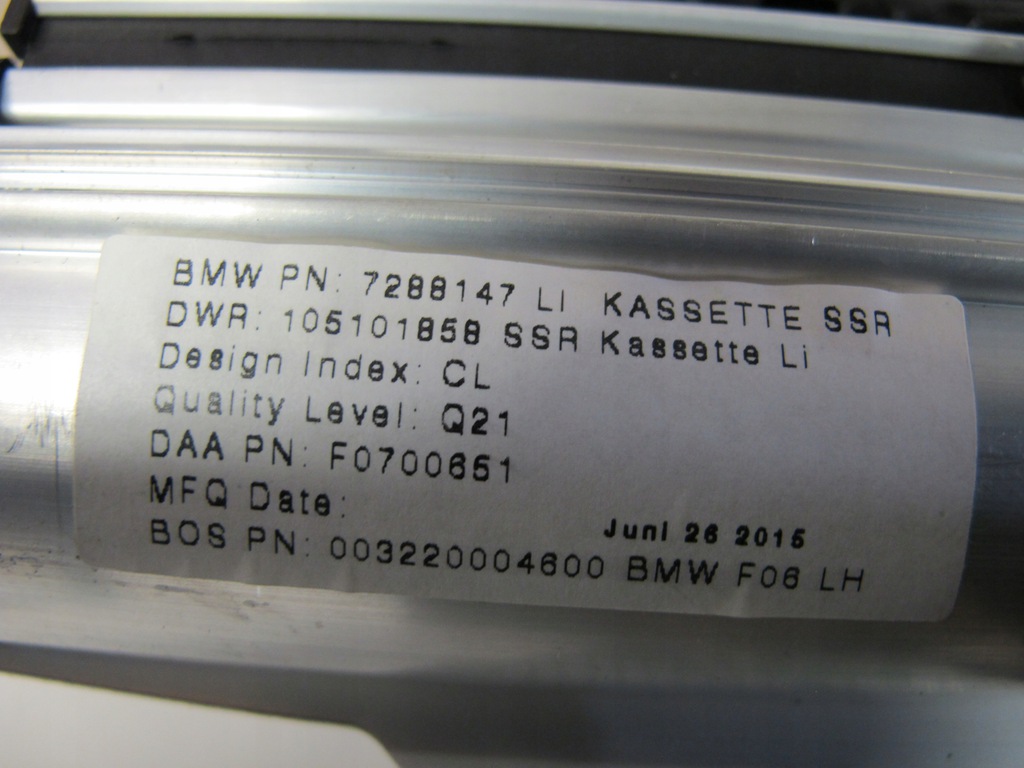 BMW PN: 7288147 LI KASSETTE SSR
DWR: 105101858 SSR Kassette Li
Design Index: CL
Quality Level: Q21
DAA PN: F0700651
MFQ Date:
Juni 26 2015
BOS PN: 003220004600 BMW F06 LH